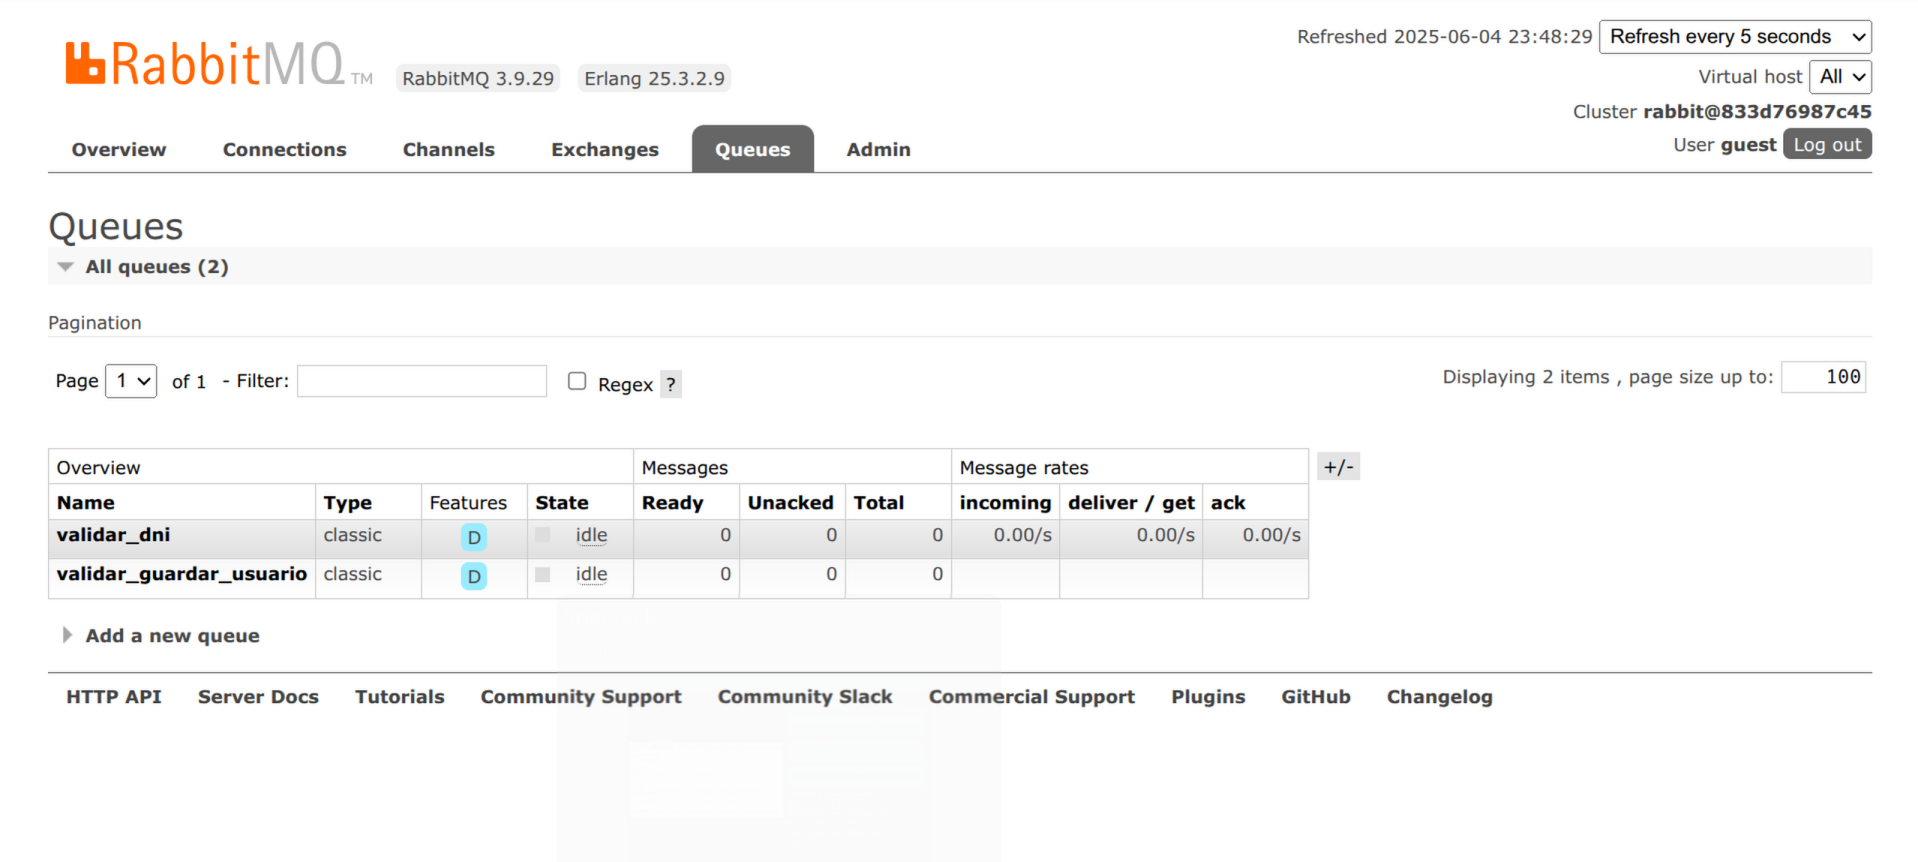 RabbitMQ TM RabbitMQ 3.9.29 Erlang 25.3.2.9
Refreshed 2025-06-04 23:48:29 Refresh every 5 seconds
Virtual host All
Cluster rabbit@833d76987c45
User guest Log out
Overview Connections Channels Exchanges Queues Admin
Queues
All queues (2)
Pagination
Page 1 of 1 - Filter: Regex ? Displaying 2 items , page size up to: 100
Overview Messages Message rates +/-
Name Type Features State Ready Unacked Total incoming deliver / get ack
validar_dni classic D idle 0 0 0 0.00/s 0.00/s 0.00/s
validar_guardar_usuario classic D idle 0 0 0
Add a new queue
HTTP API Server Docs Tutorials Community Support Community Slack Commercial Support Plugins GitHub Changelog